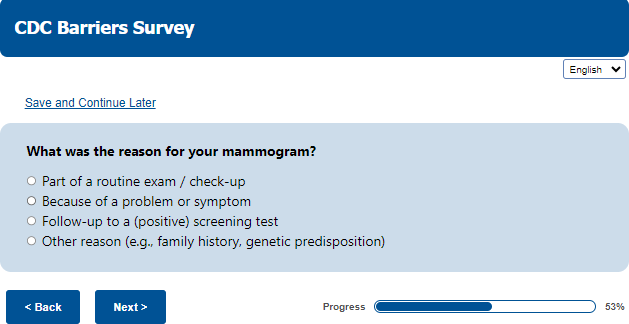 CDC Barriers Survey
English
Save and Continue Later
What was the reason for your mammogram?
Part of a routine exam / check-up
Because of a problem or symptom
Follow-up to a (positive) screening test
Other reason (e.g., family history, genetic predisposition)
< Back Next > Progress 53%